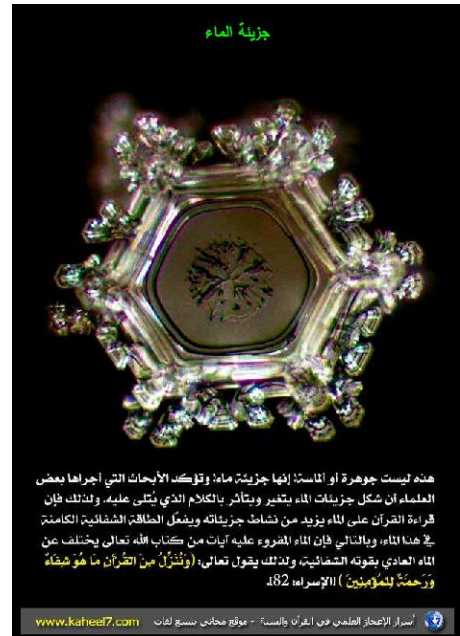 جزيئة الماء
هذه ليست جوهرة أو ألماسة! إنها جزيئة ماء! وتؤكد الأبحاث التي أجراها بعض
العلماء أن شكل جزيئات الماء يتغير ويتأثر بالكلام الذي يُتلى عليه. ولذلك فإن
قراءة القرآن على الماء يزيد من نشاط جزيئاته ويفعّل الطاقة الشفائية الكامنة
في هذا الماء، وبالتالي فإن الماء المقروء عليه آيات من كتاب الله تعالى يختلف عن
الماء العادي بقوته الشفائية، ولذلك يقول تعالى: (وَنُنَزِّلُ مِنَ الْقُرْآَنِ مَا هُوَ شِفَاءٌ
وَرَحْمَةٌ لِلْمُؤْمِنِينَ) [الإسراء: 82].
أسرار الإعجاز العلمي في القرآن والسنة - موقع مجاني بتسع لغات www.kaheel7.com